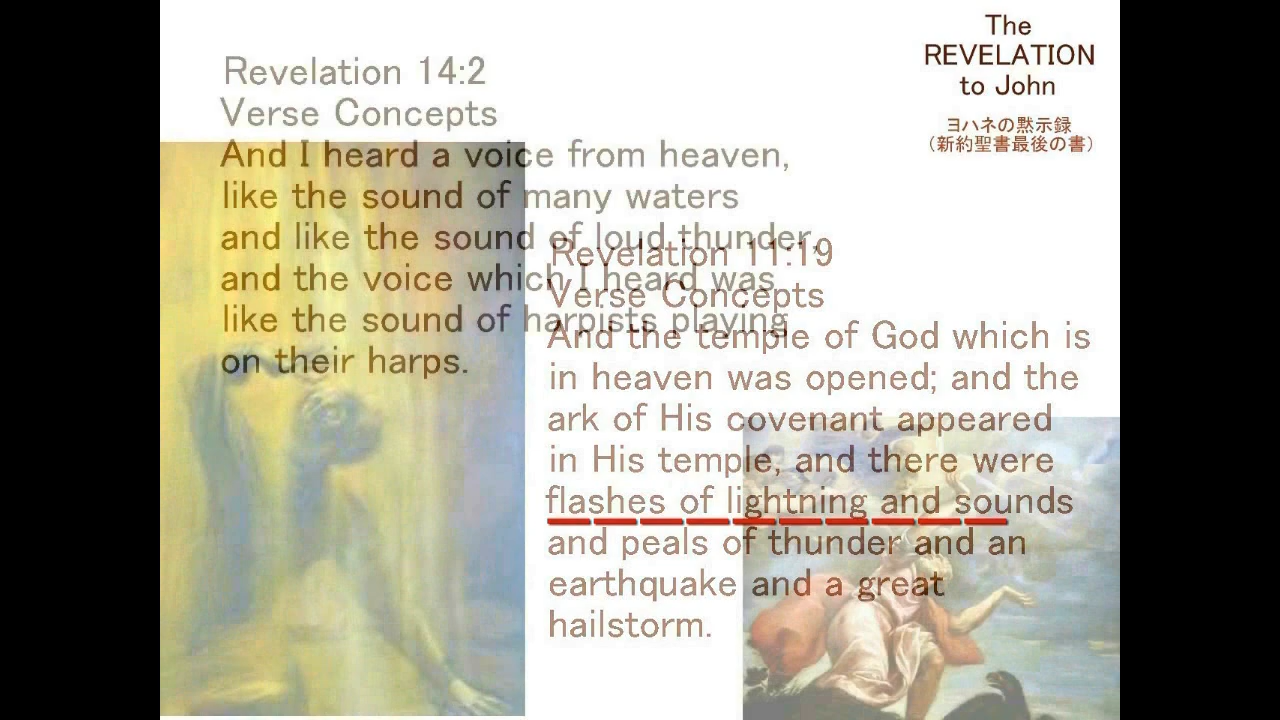 The
REVELATION
to John
ヨハネの黙示録
(新約聖書最後の書)
Revelation 14:2
Verse Concepts
And I heard a voice from heaven,
like the sound of many waters
and like the sound of loud thunder,
and the voice which I heard was
like the sound of harpists playing
on their harps.
Revelation 11:19
Verse Concepts
And the temple of God which is
in heaven was opened; and the
ark of His covenant appeared
in His temple, and there were
flashes of lightning and sounds
and peals of thunder and an
earthquake and a great
hailstorm.